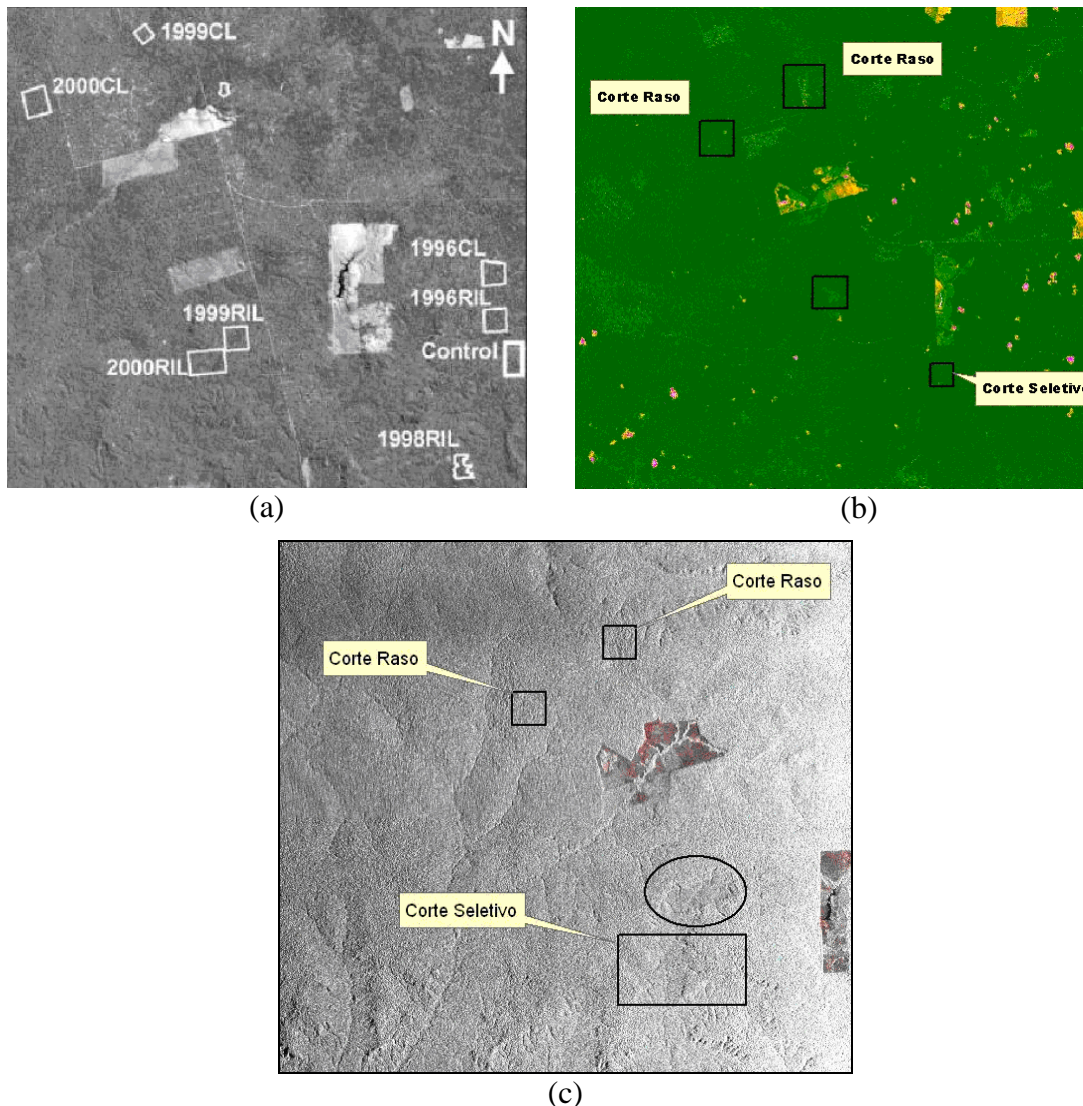 1999CL
N
2000CL
1996CL
1996RIL
1999RIL
Control
2000RIL
1998RIL
(a)
Corte Raso
Corte Raso
Corte Seletivo
(b)
Corte Raso
Corte Raso
Corte Seletivo
(c)